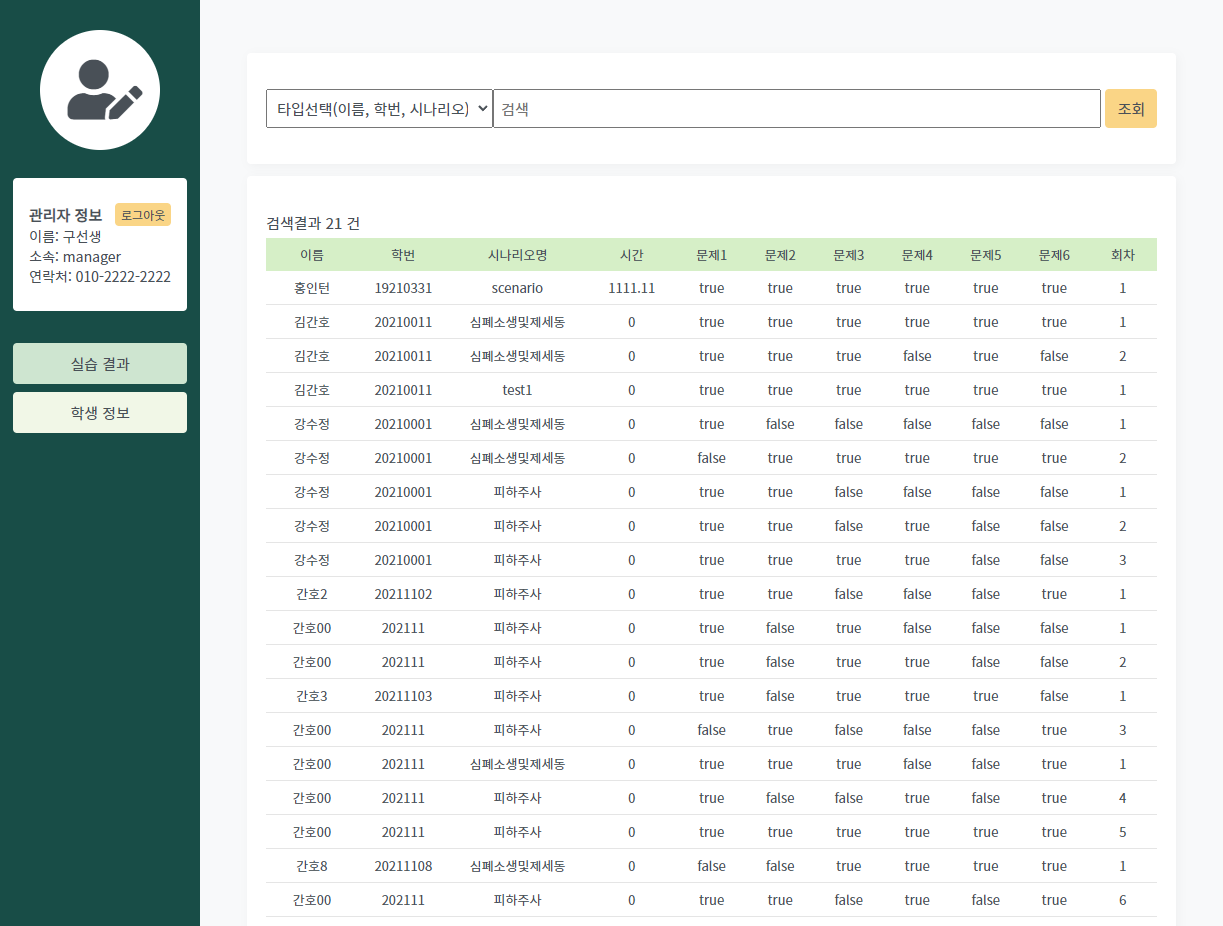 관리자 정보 로그아웃
이름: 구선생
소속: manager
연락처: 010-2222-2222
실습 결과
학생 정보
타입선택(이름, 학번, 시나리오) 검색 조회
검색결과 21 건
이름 학번 시나리오명 시간 문제1 문제2 문제3 문제4 문제5 문제6 회차
홍인턴 19210331 scenario 1111.11 true true true true true true 1
김간호 20210011 심폐소생및제세동 0 true true true true true true 1
김간호 20210011 심폐소생및제세동 0 true true true false true false 2
김간호 20210011 test1 0 true true true true true true 1
강수정 20210001 심폐소생및제세동 0 true false false false false false 1
강수정 20210001 심폐소생및제세동 0 false true true true true true 2
강수정 20210001 피하주사 0 true true false false false false 1
강수정 20210001 피하주사 0 true true false true false false 2
강수정 20210001 피하주사 0 true true true true false false 3
간호2 20211102 피하주사 0 true true false false false true 1
간호00 202111 피하주사 0 true false true false false false 1
간호00 202111 피하주사 0 true false true true false false 2
간호3 20211103 피하주사 0 true false true true true false 1
간호00 202111 피하주사 0 false true false false false true 3
간호00 202111 심폐소생및제세동 0 true true true false false true 1
간호00 202111 피하주사 0 true false false true false true 4
간호00 202111 피하주사 0 true true true true true true 5
간호8 20211108 심폐소생및제세동 0 false false true true true true 1
간호00 202111 피하주사 0 true true false true false true 6